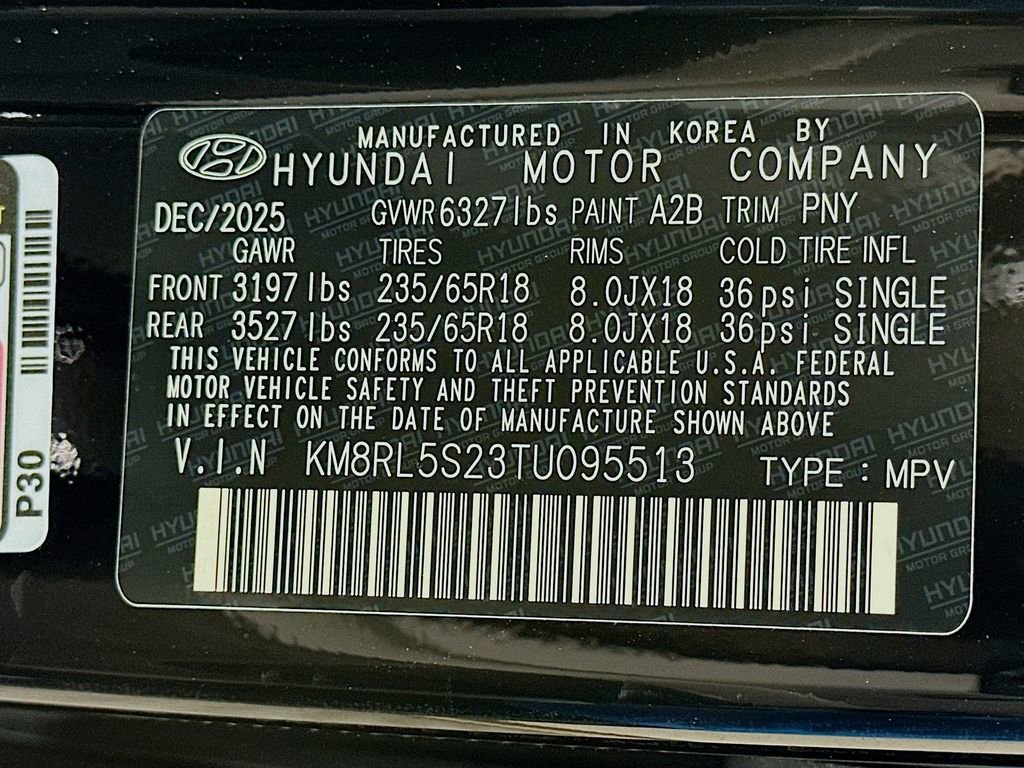 MANUFACTURED IN KOREA BY
HYUNDAI MOTOR COMPANY
DEC/2025 GVWR 6327lbs PAINT A2B TRIM PNY
GAWR TIRES RIMS COLD TIRE INFL
FRONT 3197lbs 235/65R18 8.0JX18 36psi SINGLE
REAR 3527lbs 235/65R18 8.0JX18 36psi SINGLE
THIS VEHICLE CONFORMS TO ALL APPLICABLE U.S.A. FEDERAL
MOTOR VEHICLE SAFETY AND THEFT PREVENTION STANDARDS
IN EFFECT ON THE DATE OF MANUFACTURE SHOWN ABOVE
V.I.N KM8RL5S23TU095513 TYPE : MPV
P30